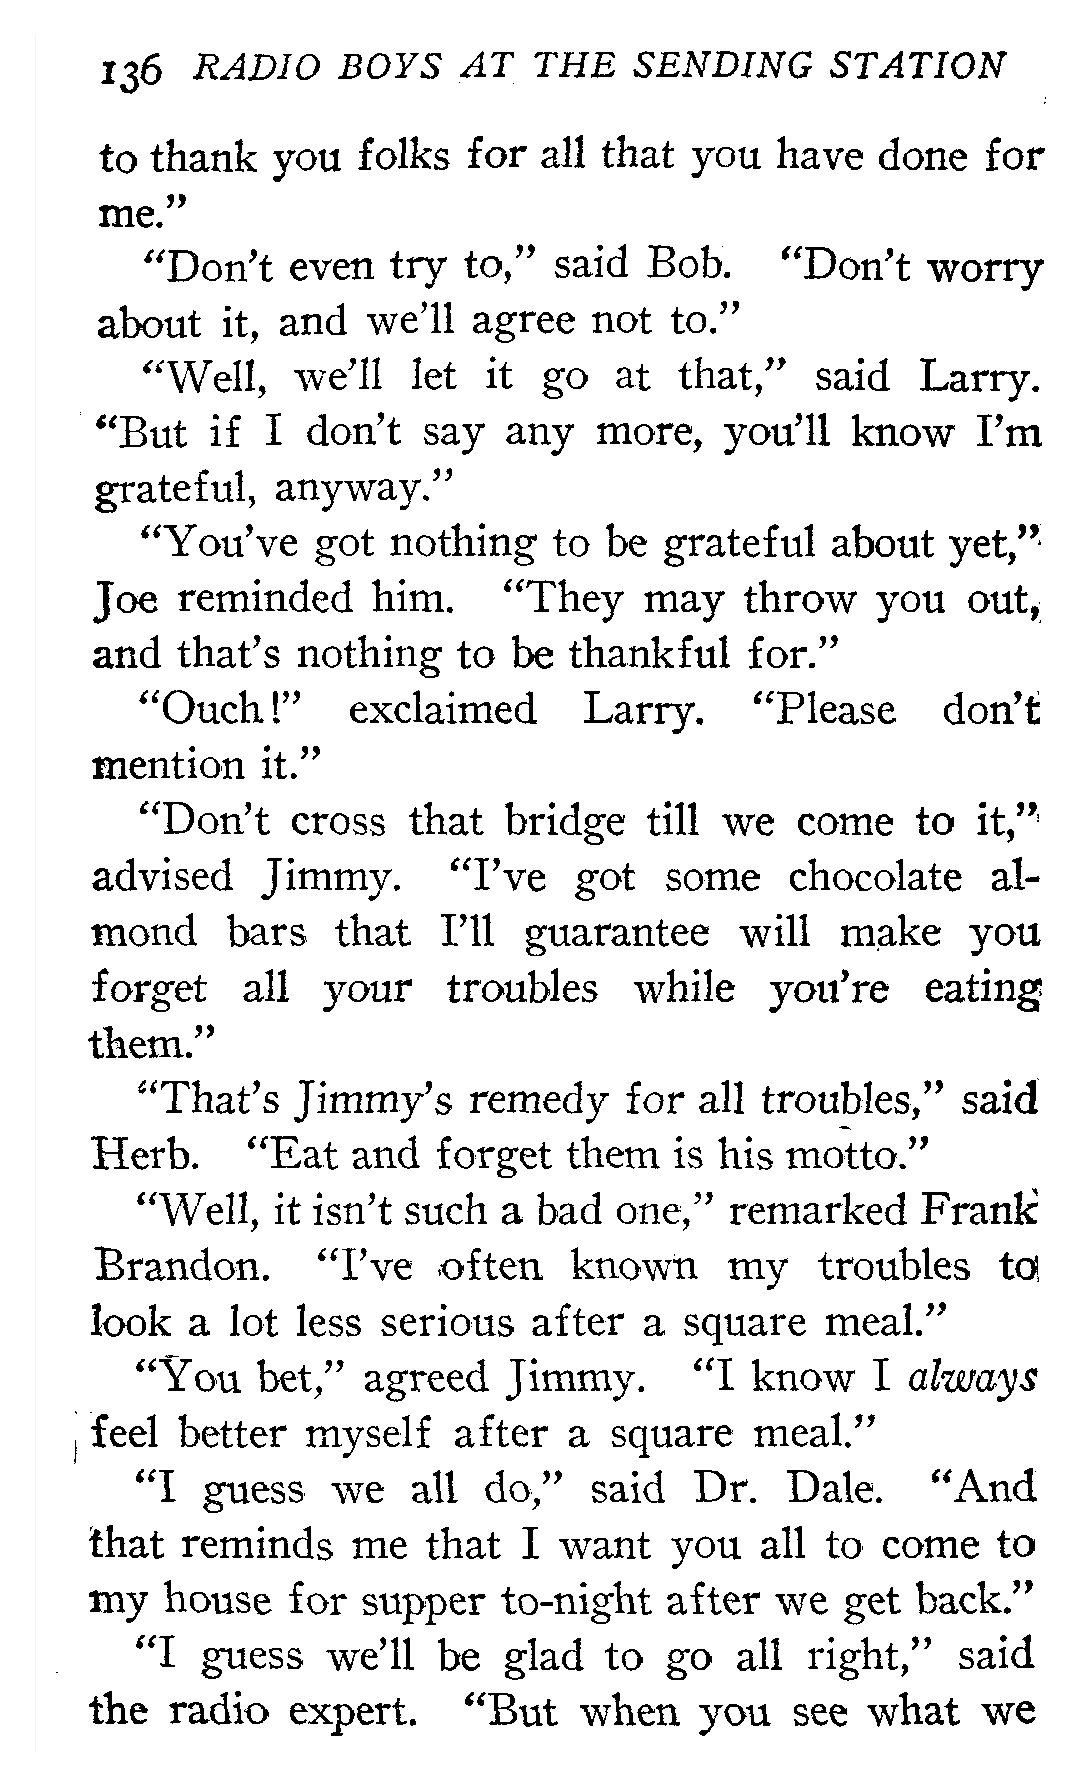 136 RADIO BOYS AT THE SENDING STATION
to thank you folks for all that you have done for
me.”
“Don’t even try to,” said Bob. “Don’t worry
about it, and we’ll agree not to.”
“Well, we’ll let it go at that,” said Larry.
“But if I don’t say any more, you’ll know I’m
grateful, anyway.”
“You’ve got nothing to be grateful about yet,”
Joe reminded him. “They may throw you out,
and that’s nothing to be thankful for.”
“Ouch!” exclaimed Larry. “Please don’t
mention it.”
“Don’t cross that bridge till we come to it,”
advised Jimmy. “I’ve got some chocolate al-
mond bars that I’ll guarantee will make you
forget all your troubles while you’re eating
them.”
“That’s Jimmy’s remedy for all troubles,” said
Herb. “Eat and forget them is his motto.”
“Well, it isn’t such a bad one,” remarked Frank
Brandon. “I’ve often known my troubles to
look a lot less serious after a square meal.”
“You bet,” agreed Jimmy. “I know I always
feel better myself after a square meal.”
“I guess we all do,” said Dr. Dale. “And
that reminds me that I want you all to come to
my house for supper to-night after we get back.”
“I guess we’ll be glad to go all right,” said
the radio expert. “But when you see what we